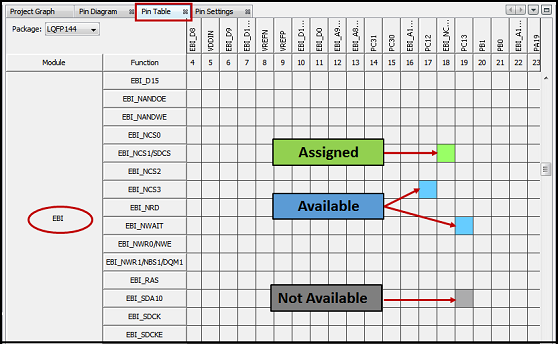 Project Graph
Pin Diagram
Pin Table
Pin Settings
Package: LQFP144
EBI_D8
VDDIN
EBI_D9
EBI_D1...
VREFN
VREFP
EBI_D1...
EBI_D0
EBI_A9...
EBI_A8...
PC31
PC30
EBI_A1...
PC12
EBI_NC...
PC13
PB1
PB0
EBI_A1...
PA19
Module Function 4 5 6 7 8 9 10 11 12 13 14 15 16 17 18 19 20 21 22 23
EBI_D15
EBI_NANDOE
EBI_NANDWE
EBI_NCS0
EBI_NCS1/SDCS
Assigned
EBI_NCS2
EBI_NCS3
EBI_NRD
Available
EBI
EBI_NWAIT
EBI_NWR0/NWE
EBI_NWR1/NBS1/DQM1
EBI_RAS
EBI_SDA10
Not Available
EBI_SDCK
EBI_SDCKE